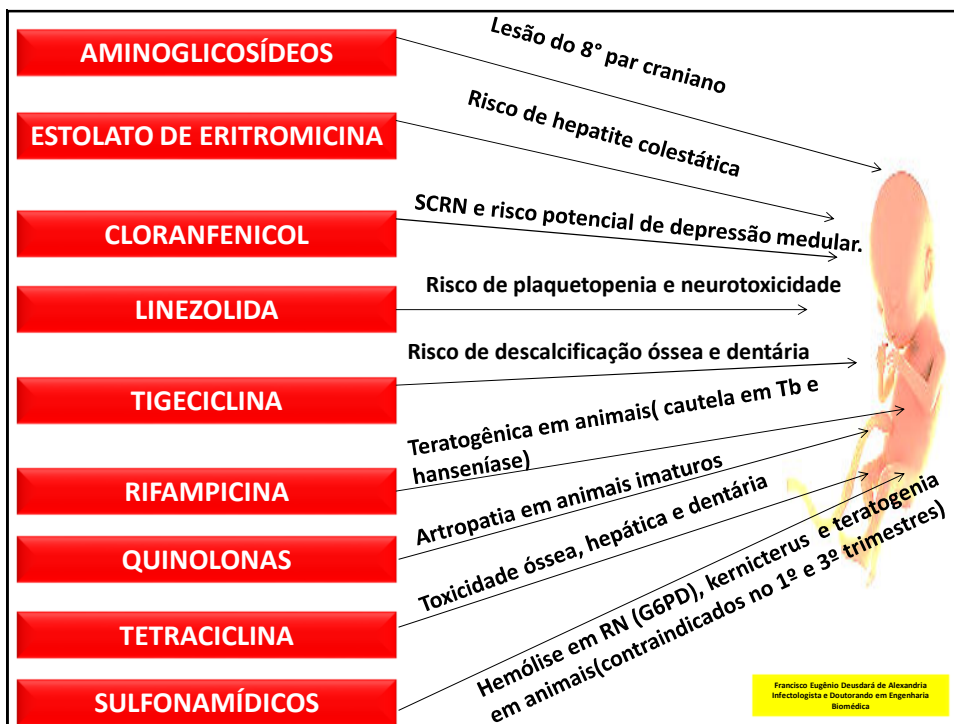 AMINOGLICOSÍDEOS
Lesão do 8° par craniano
ESTOLATO DE ERITROMICINA
Risco de hepatite colestática
CLORANFENICOL
SCRN e risco potencial de depressão medular.
LINEZOLIDA
Risco de plaquetopenia e neurotoxicidade
TIGECICLINA
Risco de descalcificação óssea e dentária
RIFAMPICINA
Teratogênica em animais( cautela em Tb e
hanseníase)
QUINOLONAS
Artropatia em animais imaturos
TETRACICLINA
Toxicidade óssea, hepática e dentária
SULFONAMÍDICOS
Hemólise em RN (G6PD), kernicterus e teratogenia
em animais(contraindicados no 1º e 3º trimestres)
Francisco Eugênio Deusdará de Alexandria
Infectologista e Doutorando em Engenharia
Biomédica